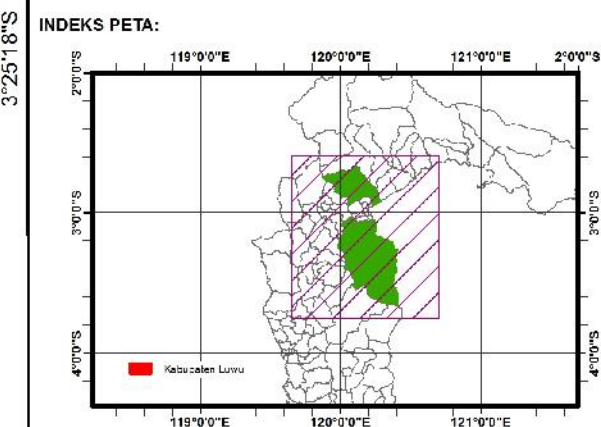 3°25'18"S
INDEKS PETA:
119°0'0"E 120°0'0"E 121°0'0"E 2°0'0"S
2°0'0"S
3°0'0"S 3°0'0"S
4°0'0"S 4°0'0"S
Kabupaten Luwu
119°0'0"E 120°0'0"E 121°0'0"E